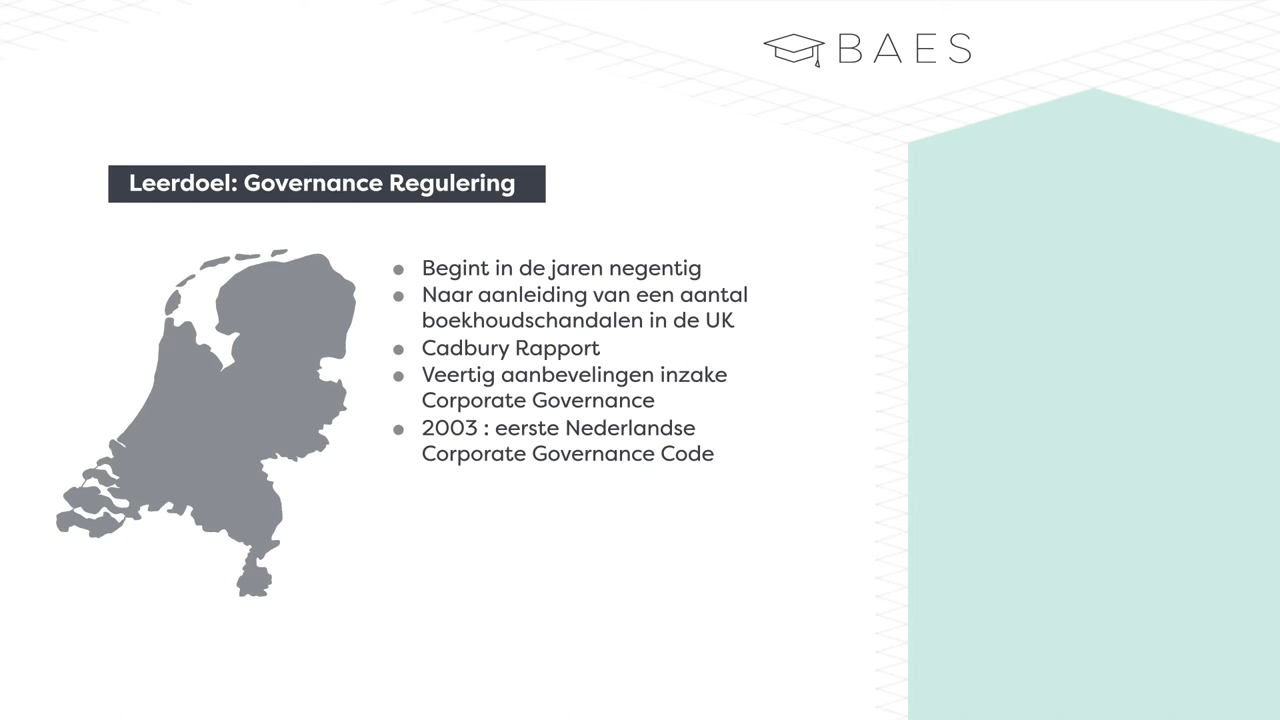 BAES
Leerdoel: Governance Regulering
● Begint in de jaren negentig
● Naar aanleiding van een aantal
boekhoudschandalen in de UK
● Cadbury Rapport
● Veertig aanbevelingen inzake
Corporate Governance
● 2003 : eerste Nederlandse
Corporate Governance Code